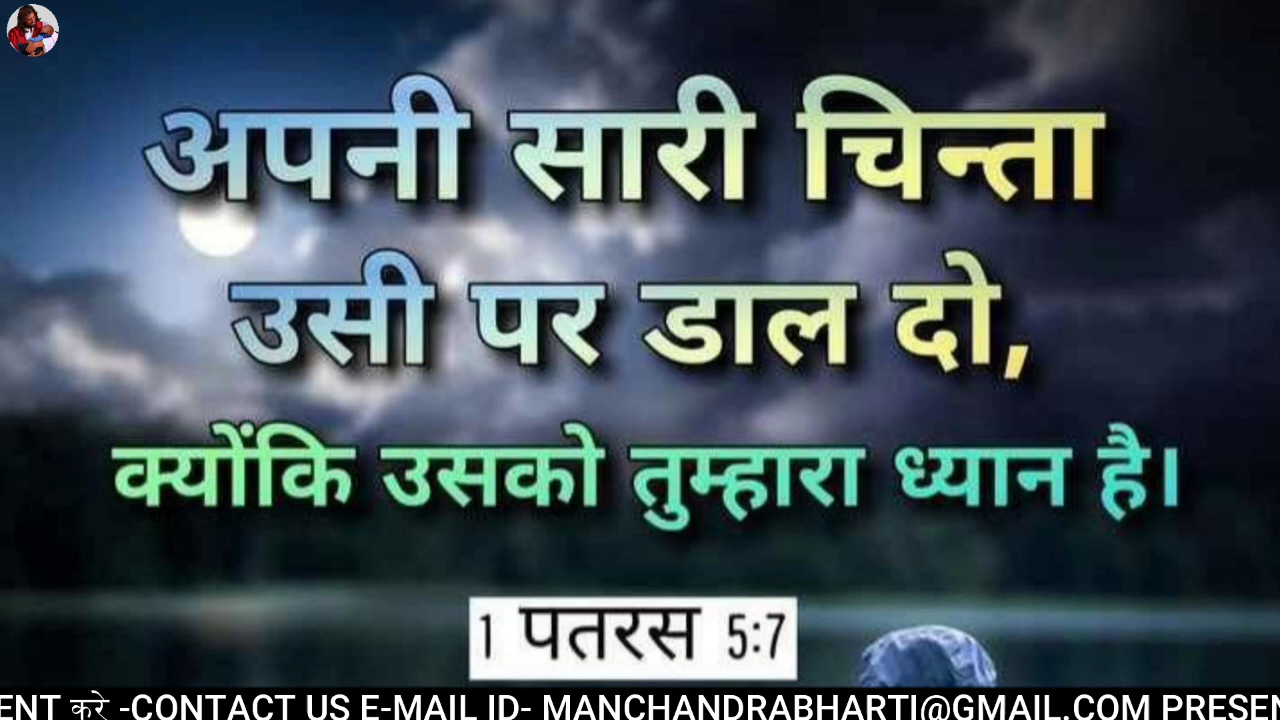 अपनी सारी चिन्ता
उसी पर डाल दो,
क्योंकि उसको तुम्हारा ध्यान है।
1 पतरस 5:7
ENT करे -CONTACT US E-MAIL ID- MANCHANDRABHARTI@GMAIL.COM PRESEN